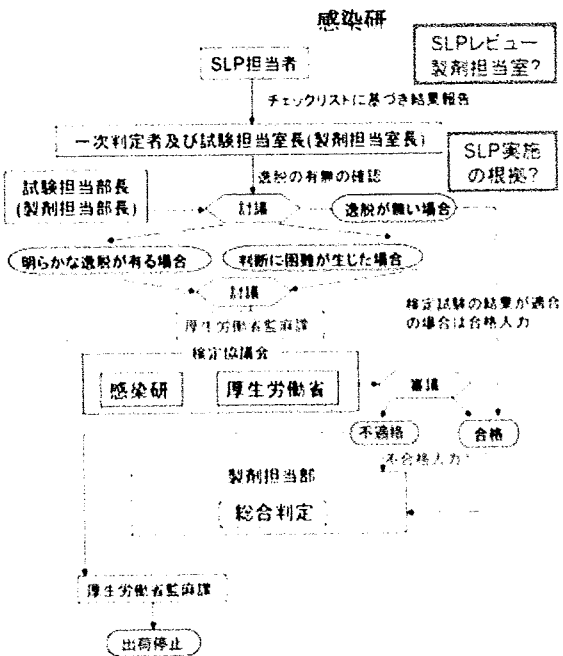 感染研
SLPレビュー
製剤担当室?
SLP担当者
チェックリストに基づき結果報告
一次判定者及び試験担当室長(製剤担当室長)
SLP実施
の根拠?
逸脱の有無の確認
試験担当部長
(製剤担当部長)
討議
逸脱が無い場合
明らかな逸脱が有る場合
判断に困難が生じた場合
討議
検定試験の結果が適合
の場合は合格入力
厚生労働省監麻課
検定協議会
感染研
厚生労働省
審議
不適格
合格
不合格入力
製剤担当部
総合判定
厚生労働省監麻課
出荷停止